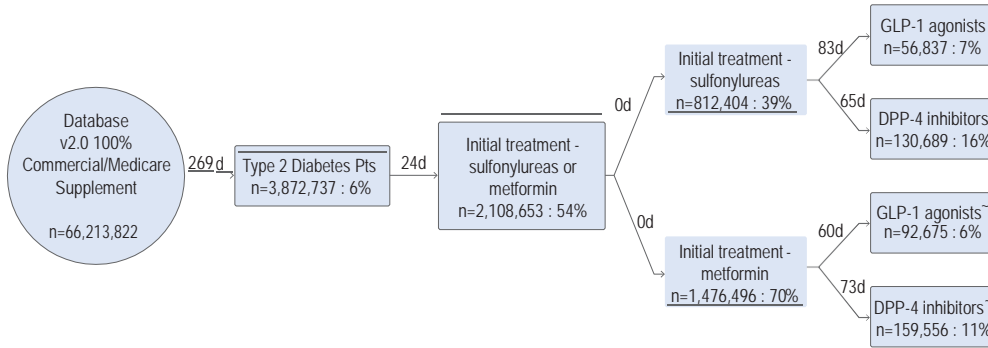 Database
v2.0 100%
Commercial/Medicare
Supplement
n=66,213,822
269 d
Type 2 Diabetes Pts
n=3,872,737 : 6%
24d
Initial treatment -
sulfonylureas or
metformin
n=2,108,653 : 54%
0d
Initial treatment -
sulfonylureas
n=812,404 : 39%
83d
GLP-1 agonists
n=56,837 : 7%
65d
DPP-4 inhibitors
n=130,689 : 16%
0d
Initial treatment -
metformin
n=1,476,496 : 70%
60d
GLP-1 agonists~
n=92,675 : 6%
73d
DPP-4 inhibitors~
n=159,556 : 11%